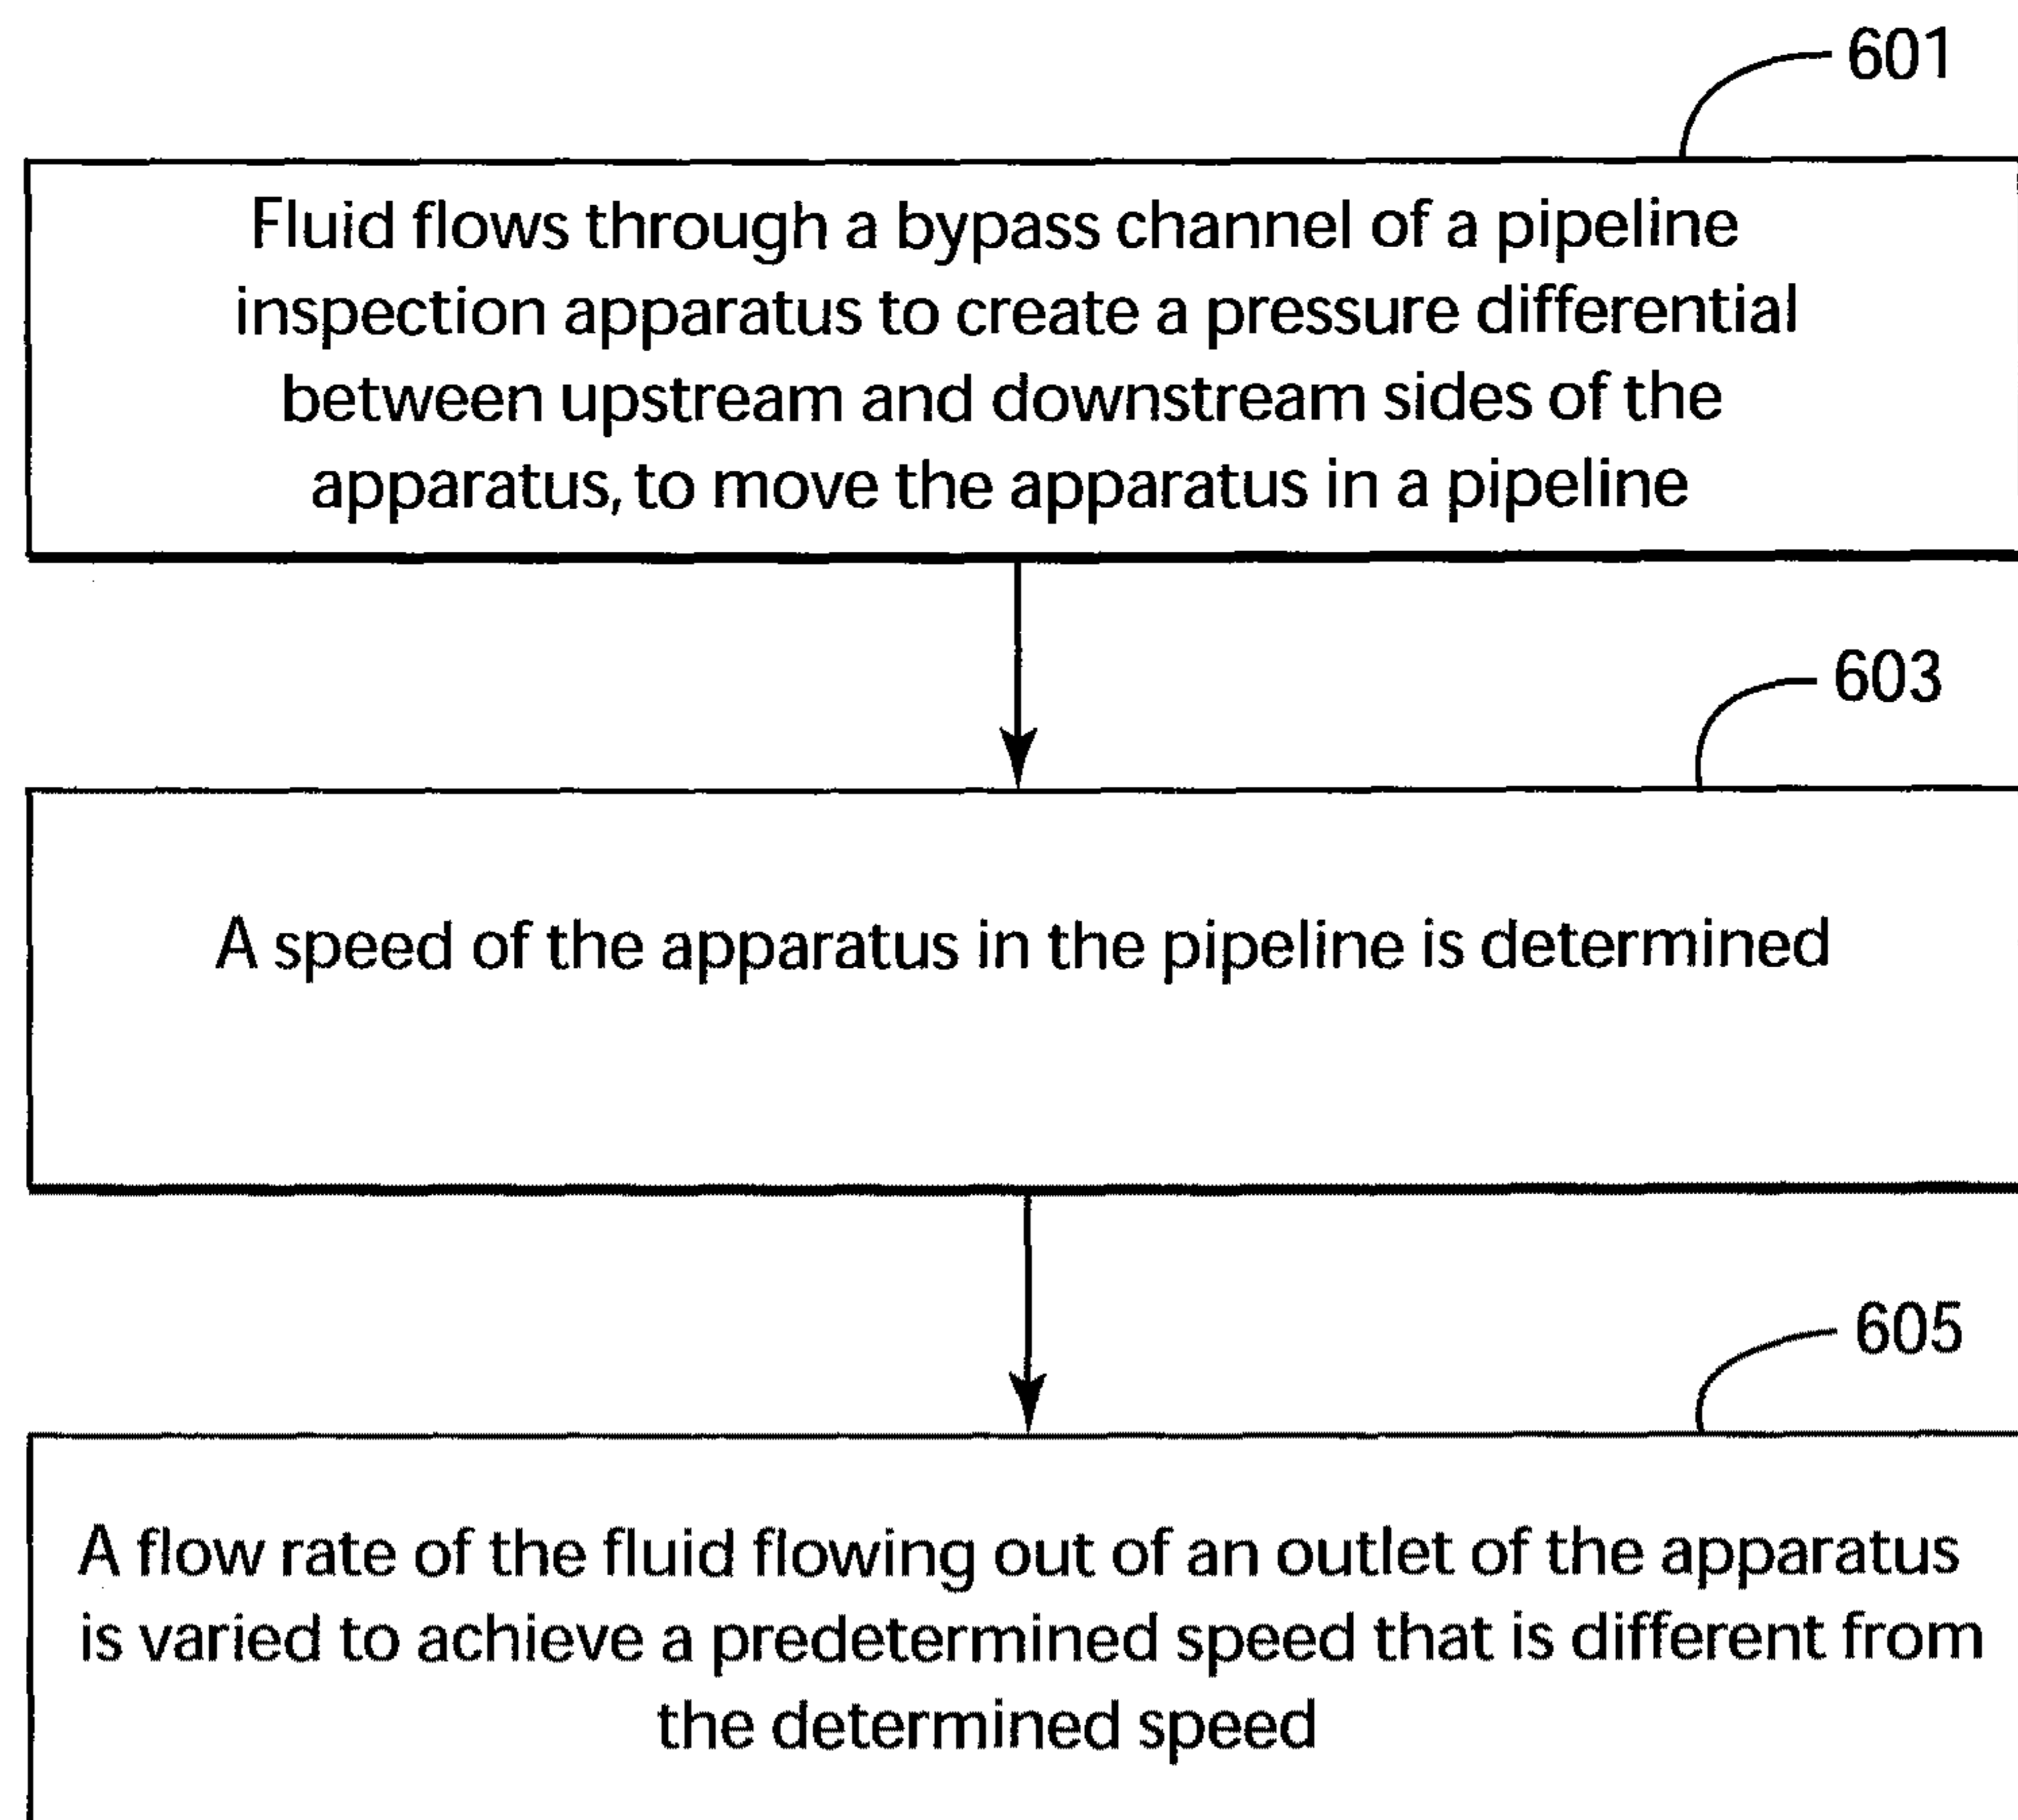 601
Fluid flows through a bypass channel of a pipeline
inspection apparatus to create a pressure differential
between upstream and downstream sides of the
apparatus, to move the apparatus in a pipeline
603
A speed of the apparatus in the pipeline is determined
605
A flow rate of the fluid flowing out of an outlet of the apparatus
is varied to achieve a predetermined speed that is different from
the determined speed